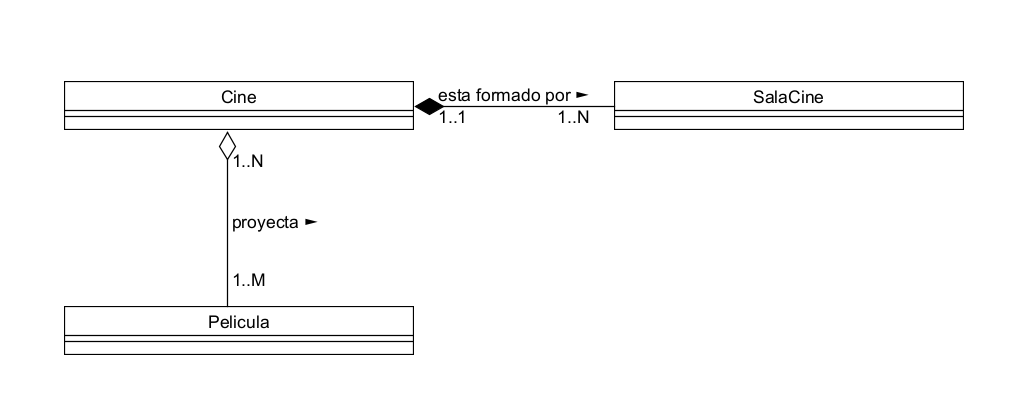 Cine
esta formado por ►
SalaCine
1..1
1..N
1..N
proyecta ►
1..M
Pelicula